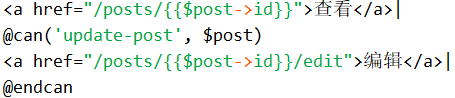 <a href="/posts/{{$post->id}}">查看</a>|
@can('update-post', $post)
<a href="/posts/{{$post->id}}/edit">编辑</a>|
@endcan